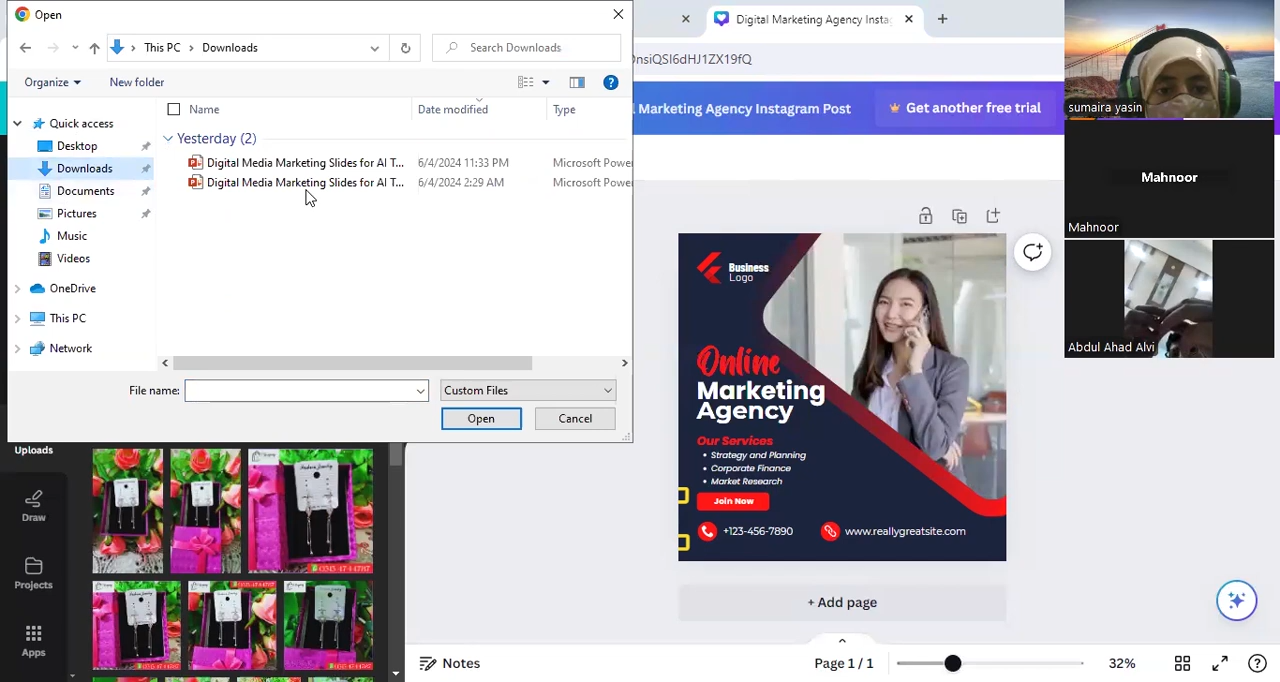 Open
This PC
Downloads
Search Downloads
Organize
New folder
Name
Date modified
Type
Quick access
Desktop
Downloads
Documents
Pictures
Music
Videos
OneDrive
This PC
Network
Yesterday (2)
Digital Media Marketing Slides for AI T... 6/4/2024 11:33 PM Microsoft Powe
Digital Media Marketing Slides for AI T... 6/4/2024 2:29 AM Microsoft Powe
File name:
Custom Files
Open
Cancel
Digital Marketing Agency Insta
nsiQSl6dHJ1ZX19fQ
l Marketing Agency Instagram Post
Get another free trial
sumaira yasin
Mahnoor
Mahnoor
Abdul Ahad Alvi
Business
Logo
Online
Marketing
Agency
Our Services
Strategy and Planning
Corporate Finance
Market Research
Join Now
+123-456-7890
www.reallygreatsite.com
+ Add page
Uploads
Draw
Projects
Apps
Notes
Page 1 / 1
32%